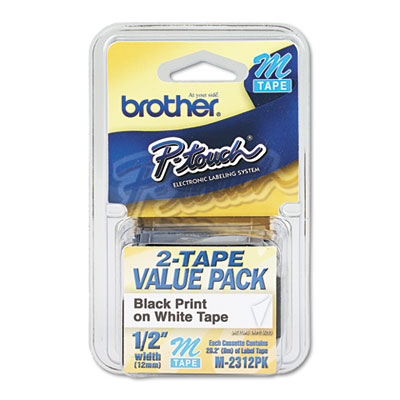 M
TAPE
At your side.
brother®
P-touch
ELECTRONIC LABELING SYSTEM
P-touch
2-TAPE
VALUE PACK
Black Print
on White Tape
1/2"
width
(12mm)
M
TAPE
Each Cassette Contains
26.2' (8m) of Label Tape
M-2312PK